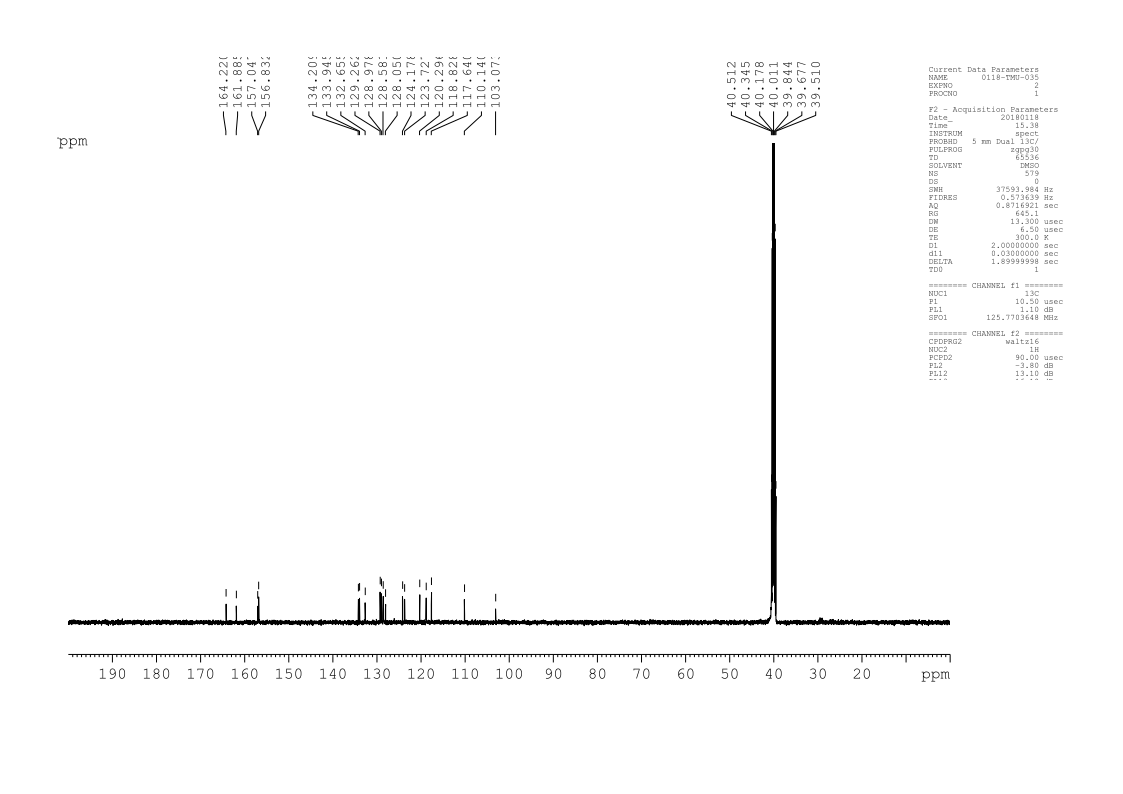 164.220
161.885
157.047
156.832
134.209
133.945
132.655
129.262
128.978
128.587
128.050
124.178
123.727
120.296
118.828
117.640
110.140
103.073
40.512
40.345
40.178
40.011
39.844
39.677
39.510
ppm
Current Data Parameters
NAME 0118-TMU-035
EXPNO 2
PROCNO 1
F2 - Acquisition Parameters
Date_ 20180118
Time 15.38
INSTRUM spect
PROBHD 5 mm Dual 13C/
PULPROG zgpg30
TD 65536
SOLVENT DMSO
NS 579
DS 0
SWH 37593.984 Hz
FIDRES 0.573639 Hz
AQ 0.8716921 sec
RG 645.1
DW 13.300 usec
DE 6.50 usec
TE 300.0 K
D1 2.00000000 sec
d11 0.03000000 sec
DELTA 1.89999998 sec
TD0 1
======== CHANNEL f1 ========
NUC1 13C
P1 10.50 usec
PL1 1.10 dB
SFO1 125.7703648 MHz
======== CHANNEL f2 ========
CPDPRG2 waltz16
NUC2 1H
PCPD2 90.00 usec
PL2 -3.80 dB
PL12 13.10 dB
190 180 170 160 150 140 130 120 110 100 90 80 70 60 50 40 30 20 ppm